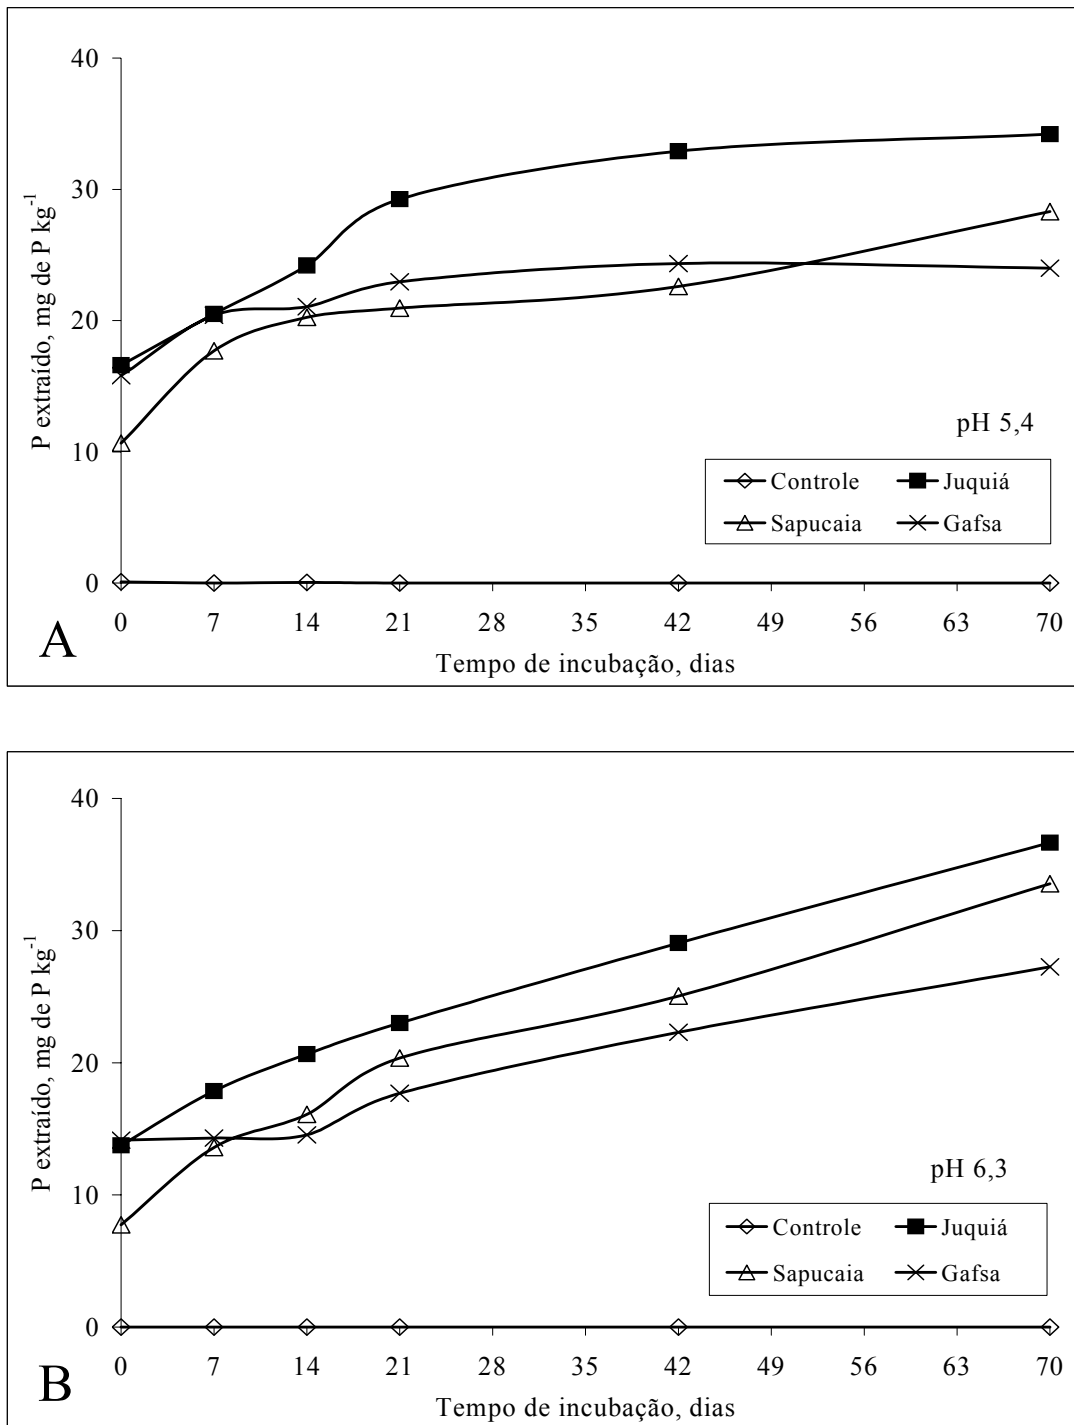 40
30
20
10
0
P extraído, mg de P kg⁻¹
pH 5,4
Controle Juquiá
Sapucaia Gafsa
0 7 14 21 28 35 42 49 56 63 70
Tempo de incubação, dias
A
40
30
20
10
0
P extraído, mg de P kg⁻¹
pH 6,3
Controle Juquiá
Sapucaia Gafsa
0 7 14 21 28 35 42 49 56 63 70
Tempo de incubação, dias
B